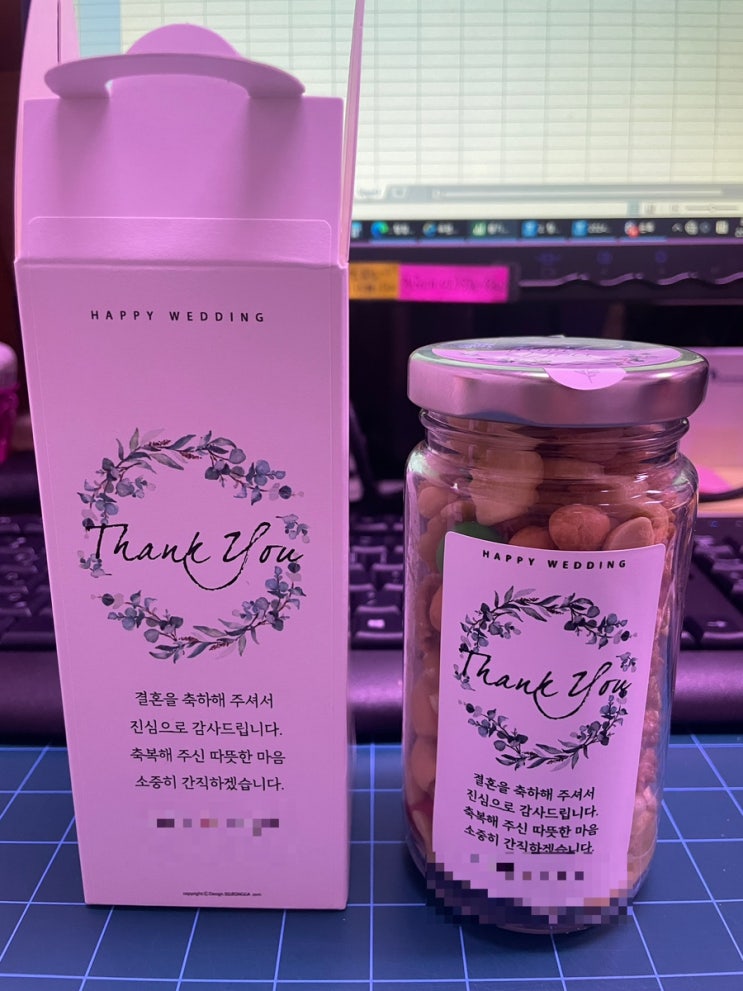 HAPPY WEDDING
Thank You
결혼을 축하해 주셔서
진심으로 감사드립니다.
축복해 주신 따뜻한 마음
소중히 간직하겠습니다.
HAPPY WEDDING
Thank You
결혼을 축하해 주셔서
진심으로 감사드립니다.
축복해 주신 따뜻한 마음
소중히 간직하겠습니다.